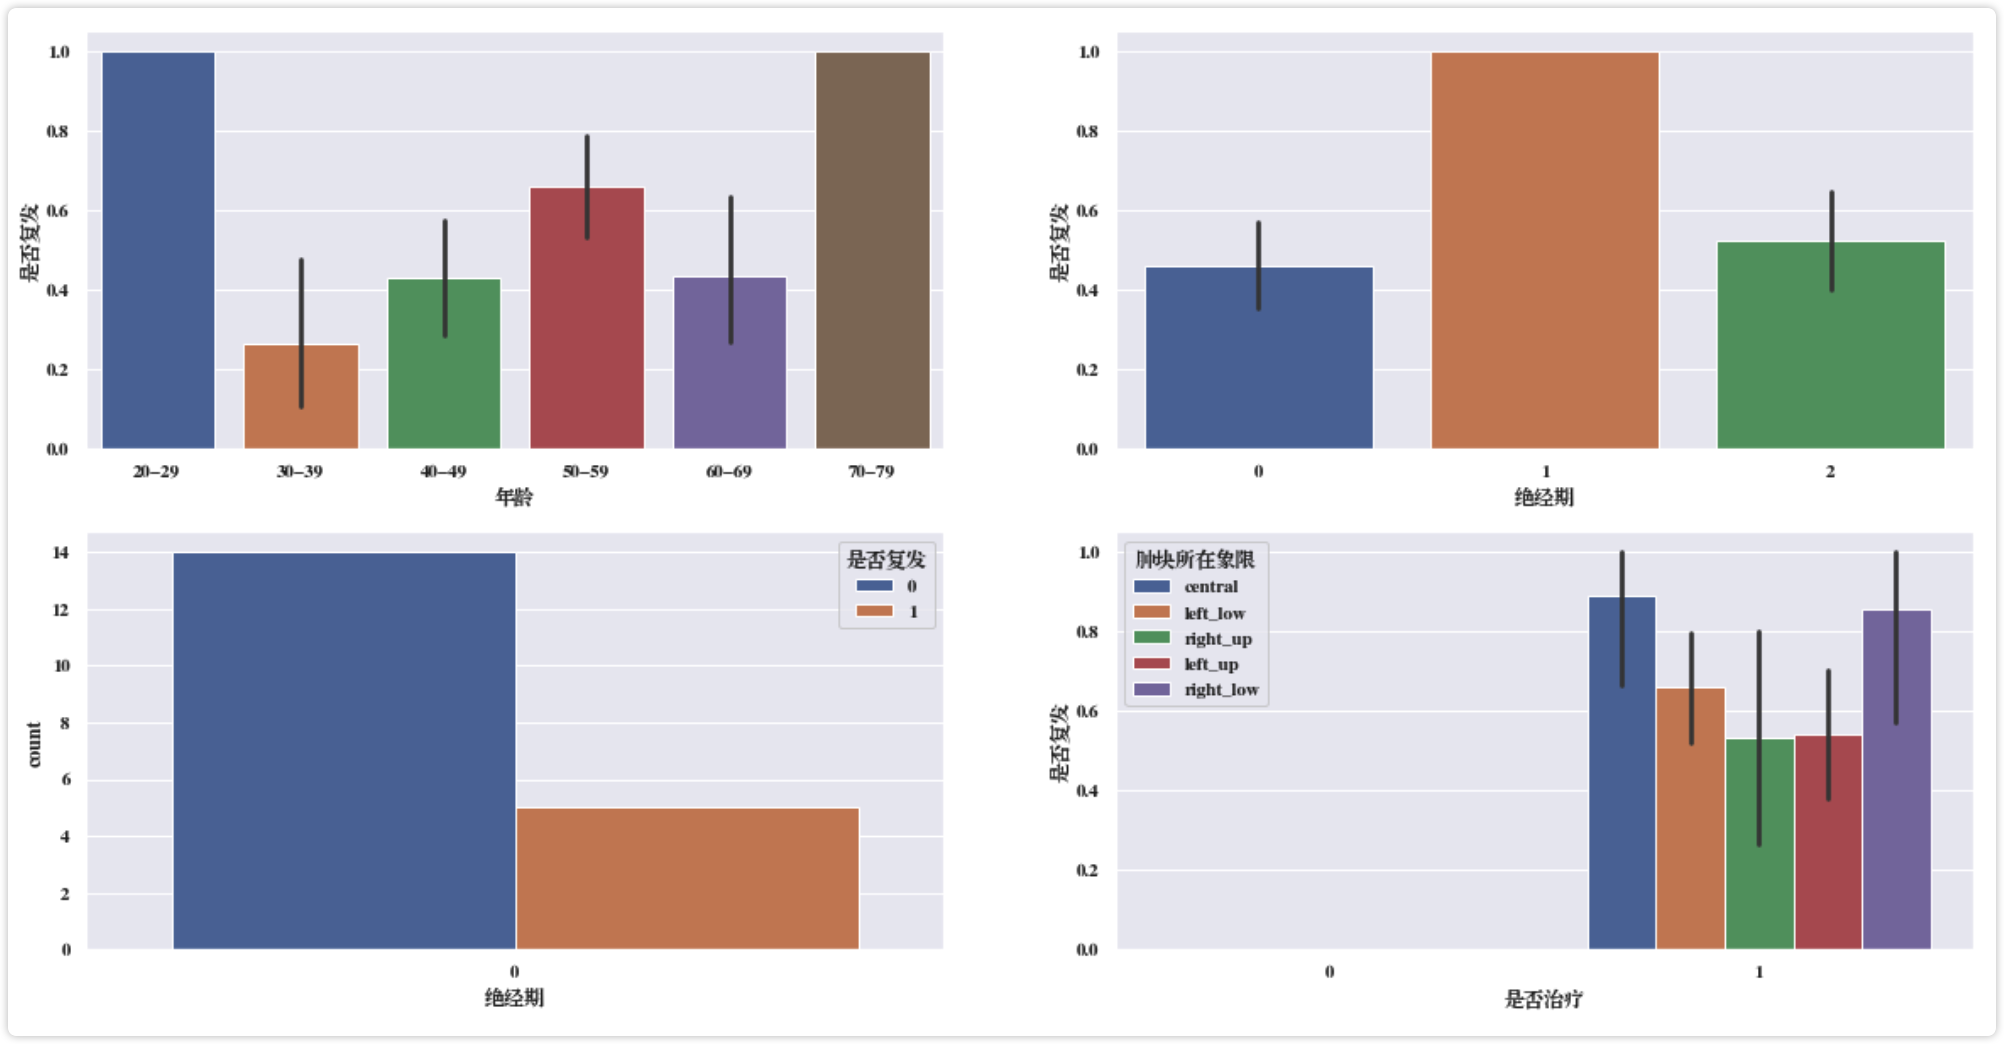 1.0
0.8
0.6
0.4
0.2
0.0
是否复发
20–29 30–39 40–49 50–59 60–69 70–79
年龄
1.0
0.8
0.6
0.4
0.2
0.0
是否复发
0 1 2
绝经期
14
12
10
8
6
4
2
0
count
是否复发
0
1
0
绝经期
1.0
0.8
0.6
0.4
0.2
0.0
是否复发
肿块所在象限
central
left_low
right_up
left_up
right_low
0 1
是否治疗